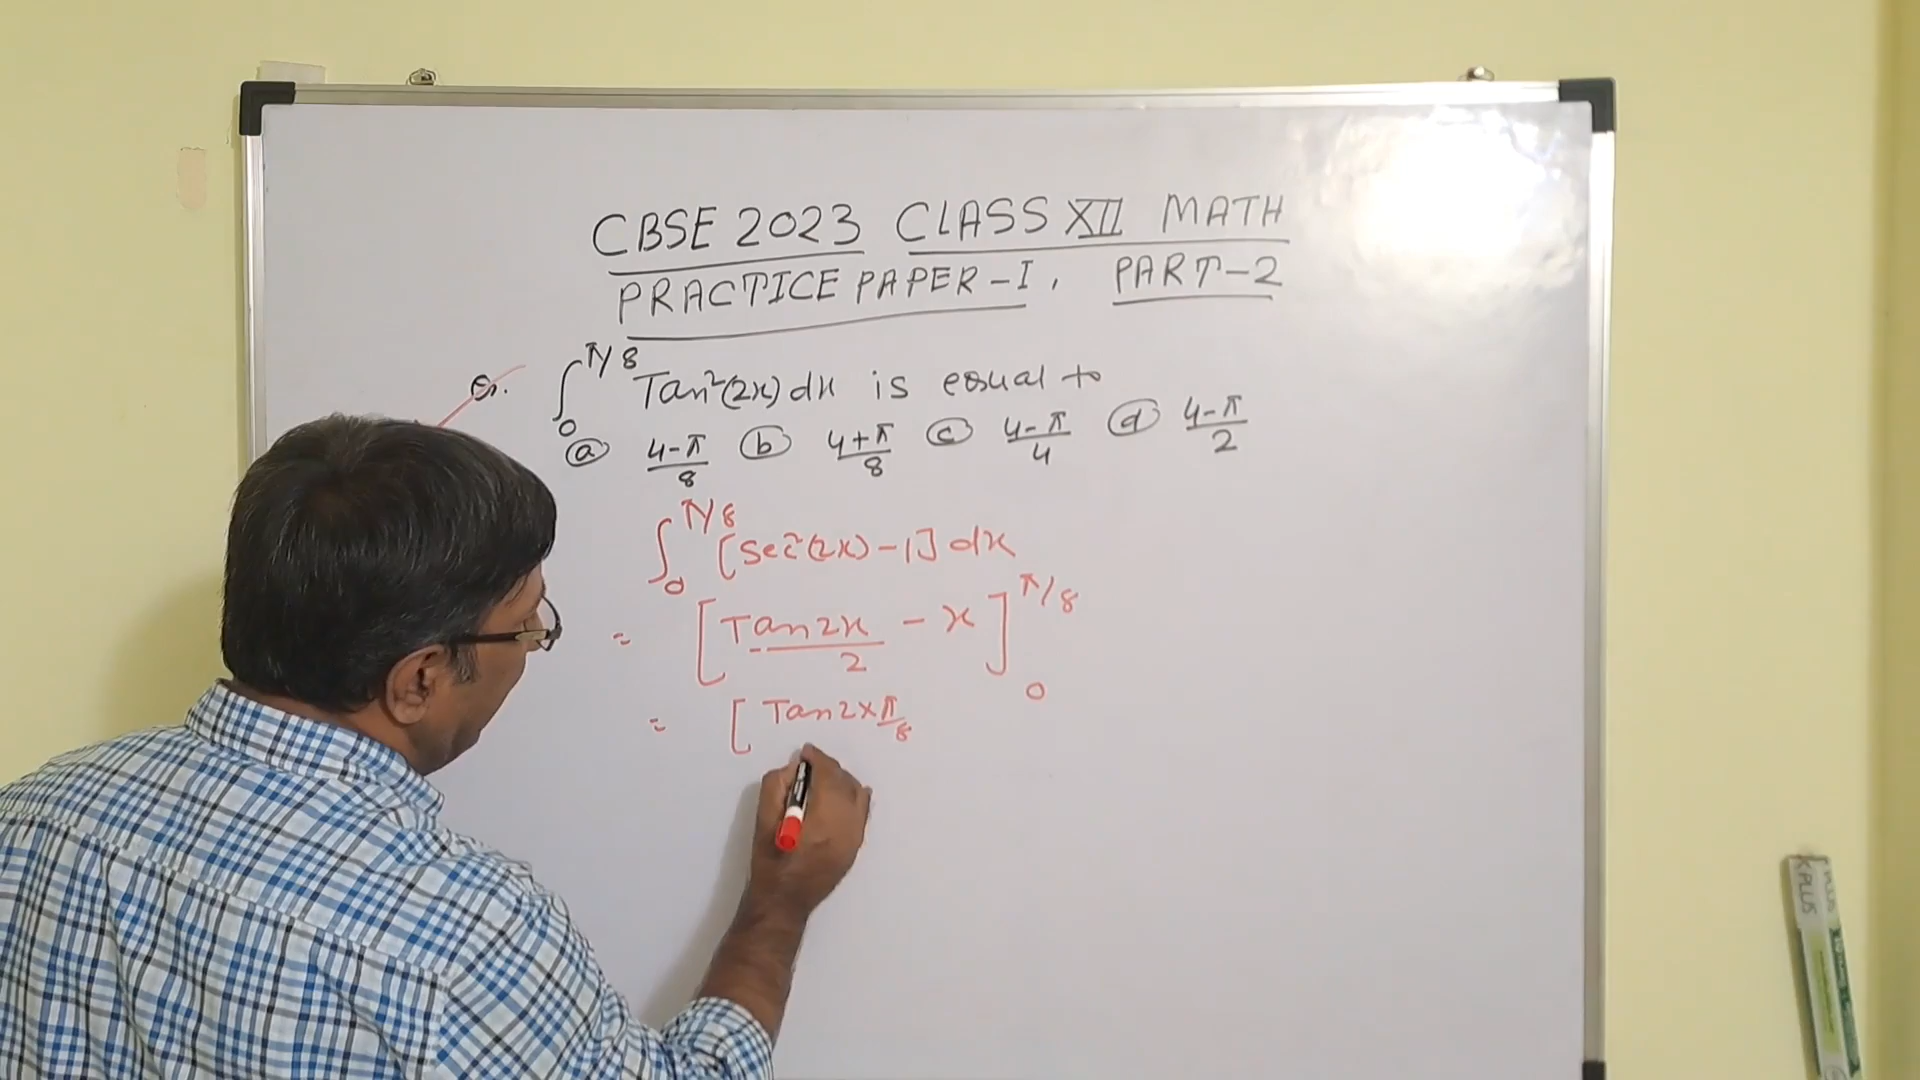 CBSE 2023 CLASS XII MATH
PRACTICE PAPER-I, PART-2
Q. ∫₀^π/8 Tan²(2x)dx is equal to
ⓐ (4-π)/8 ⓑ (4+π)/8 ⓒ (4-π)/4 ⓓ (4-π)/2
∫₀^π/8 [Sec²(2x)-1]dx
= [Tan2x/2 - x]₀^π/8
= [Tan2×π/8
KPLUS